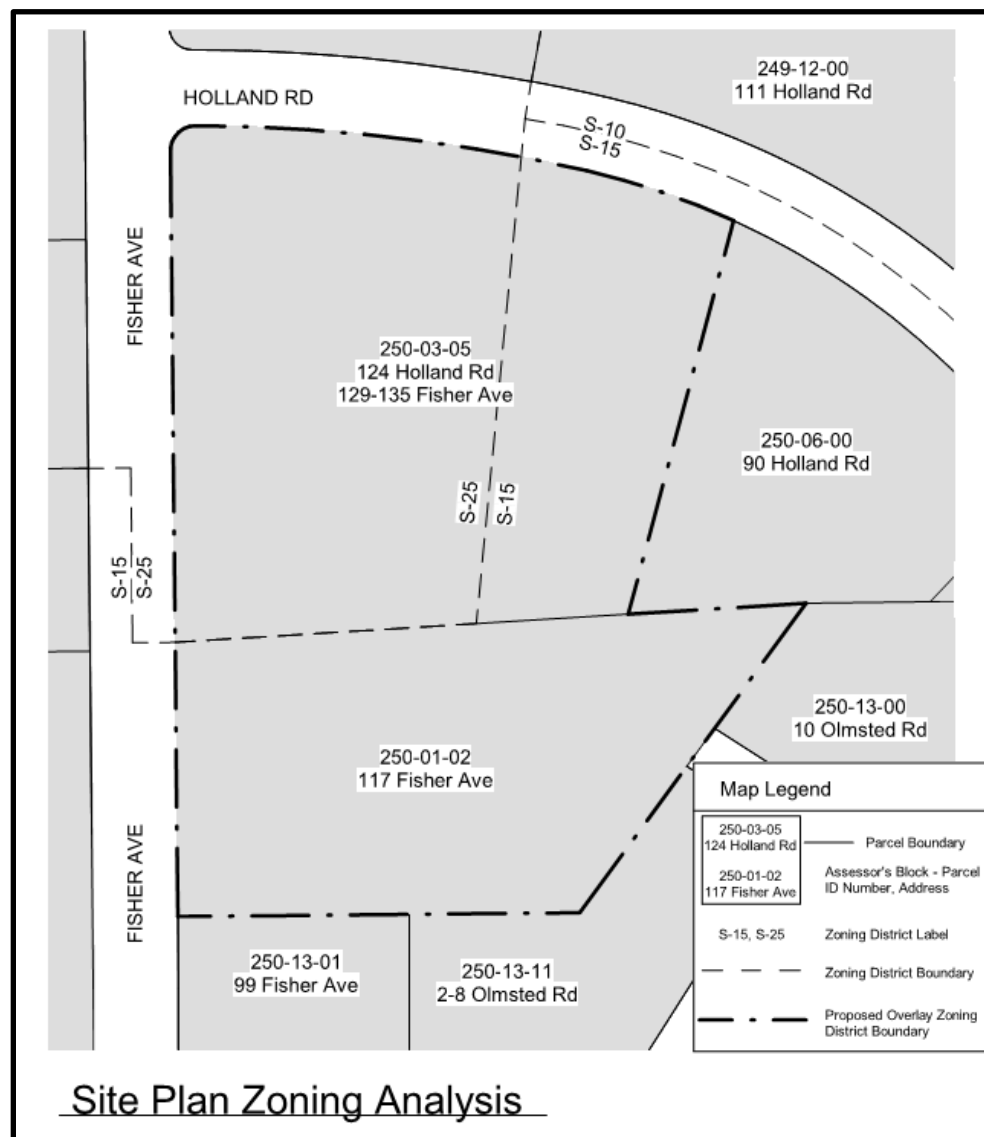 249-12-00
111 Holland Rd
HOLLAND RD
S-10
S-15
FISHER AVE
250-03-05
124 Holland Rd
129-135 Fisher Ave
250-06-00
90 Holland Rd
S-25
S-15
S-15
S-25
250-13-00
10 Olmsted Rd
250-01-02
117 Fisher Ave
FISHER AVE
250-13-01
99 Fisher Ave
250-13-11
2-8 Olmsted Rd
Map Legend
250-03-05
124 Holland Rd
Parcel Boundary
250-01-02
117 Fisher Ave
Assessor's Block - Parcel
ID Number, Address
S-15, S-25
Zoning District Label
Zoning District Boundary
Proposed Overlay Zoning
District Boundary
Site Plan Zoning Analysis